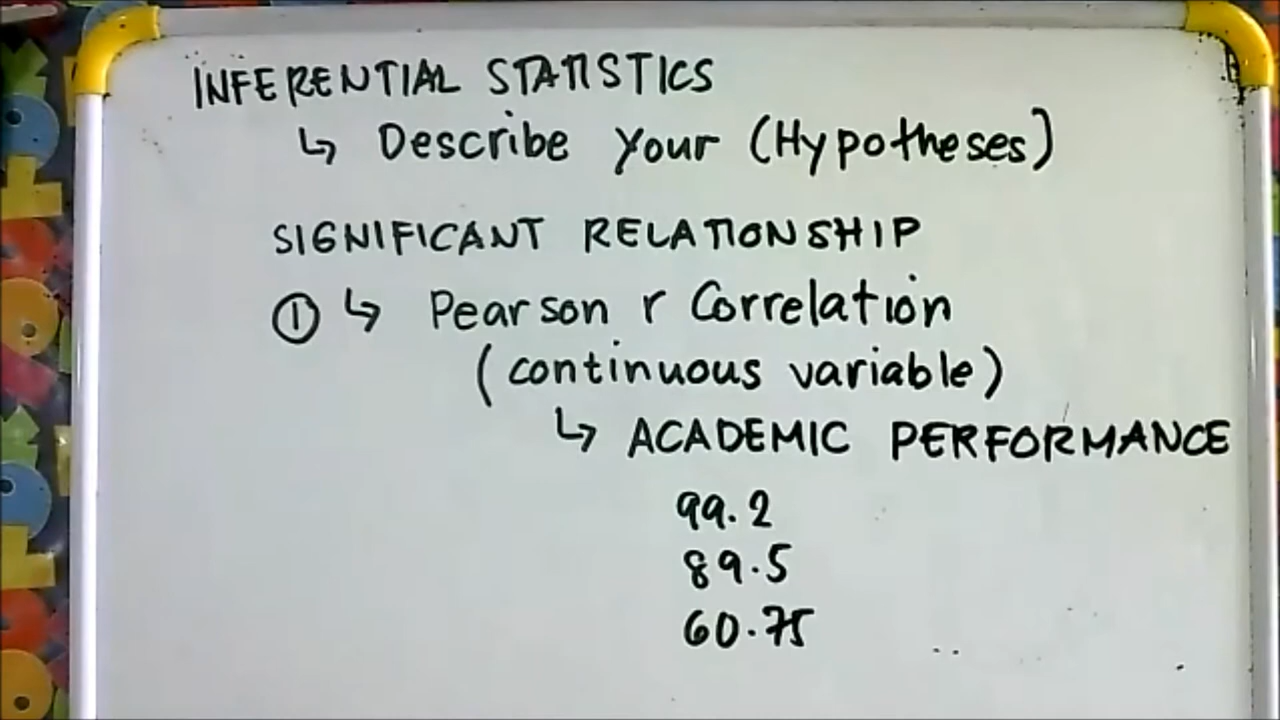 INFERENTIAL STATISTICS
↳ Describe Your (Hypotheses)
SIGNIFICANT RELATIONSHIP
① ↳ Pearson r Correlation
(continuous variable)
↳ ACADEMIC PERFORMANCE
99.2
89.5
60.75